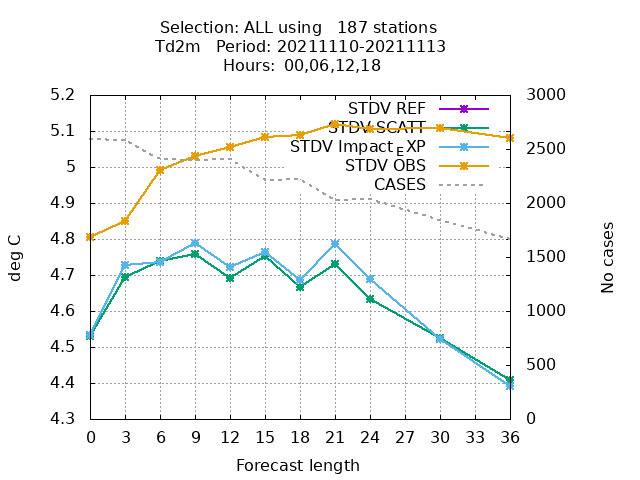 Selection: ALL using   187 stations
Td2m   Period: 20211110-20211113
Hours:  00,06,12,18
STDV REF
STDV SCATT
STDV Impact_EXP
STDV OBS
CASES
5.2
5.1
5
4.9
4.8
4.7
4.6
4.5
4.4
4.3
deg C
3000
2500
2000
1500
1000
500
0
No cases
0 3 6 9 12 15 18 21 24 27 30 33 36
Forecast length